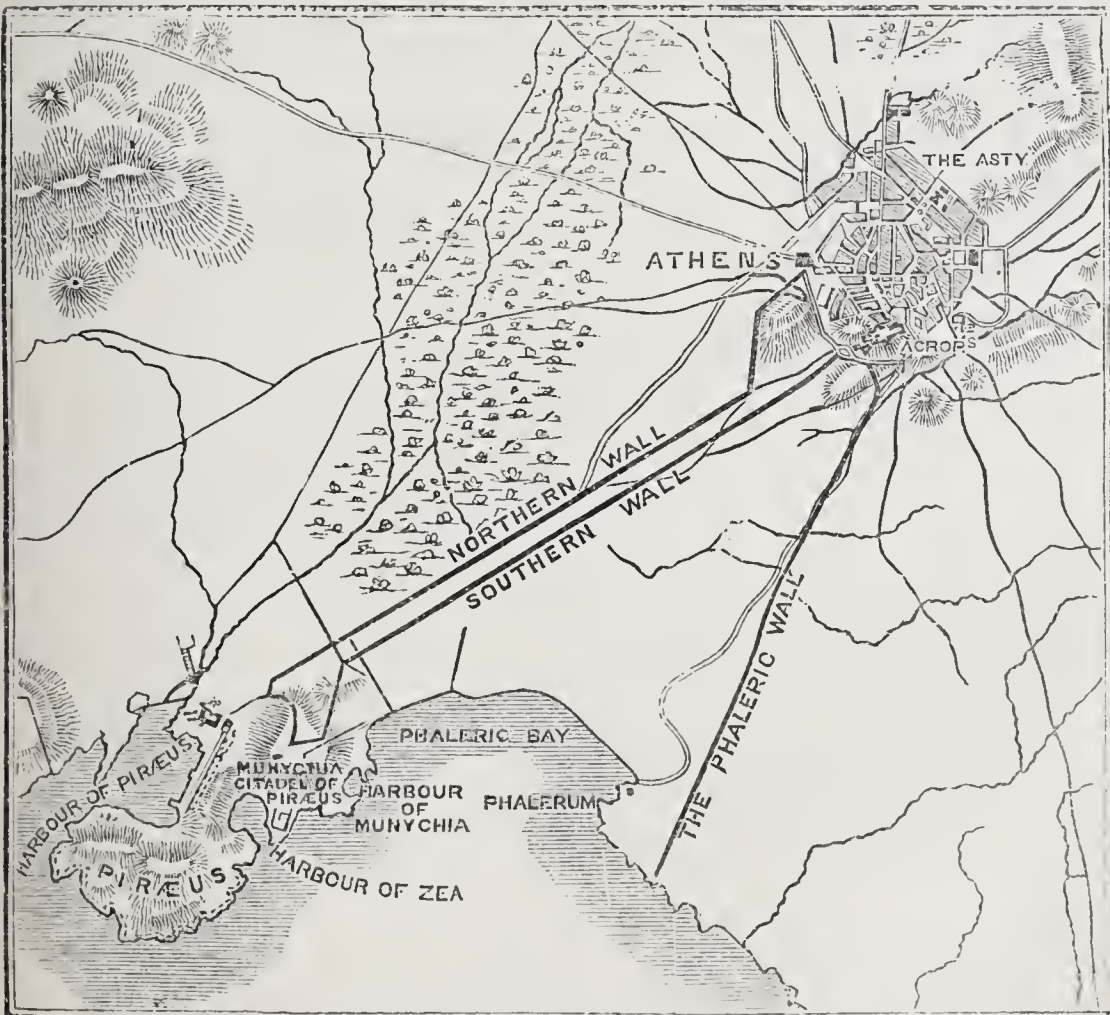 THE ASTY
ATHENS
ACROPS
NORTHERN WALL
SOUTHERN WALL
THE PHALERIC WALL
PHALERIC BAY
PHALERUM
HARBOUR OF PIRÆUS
MUNYCHIA
CITADEL OF
PIRÆUS
HARBOUR
OF
MUNYCHIA
PIRÆUS
HARBOUR OF ZEA